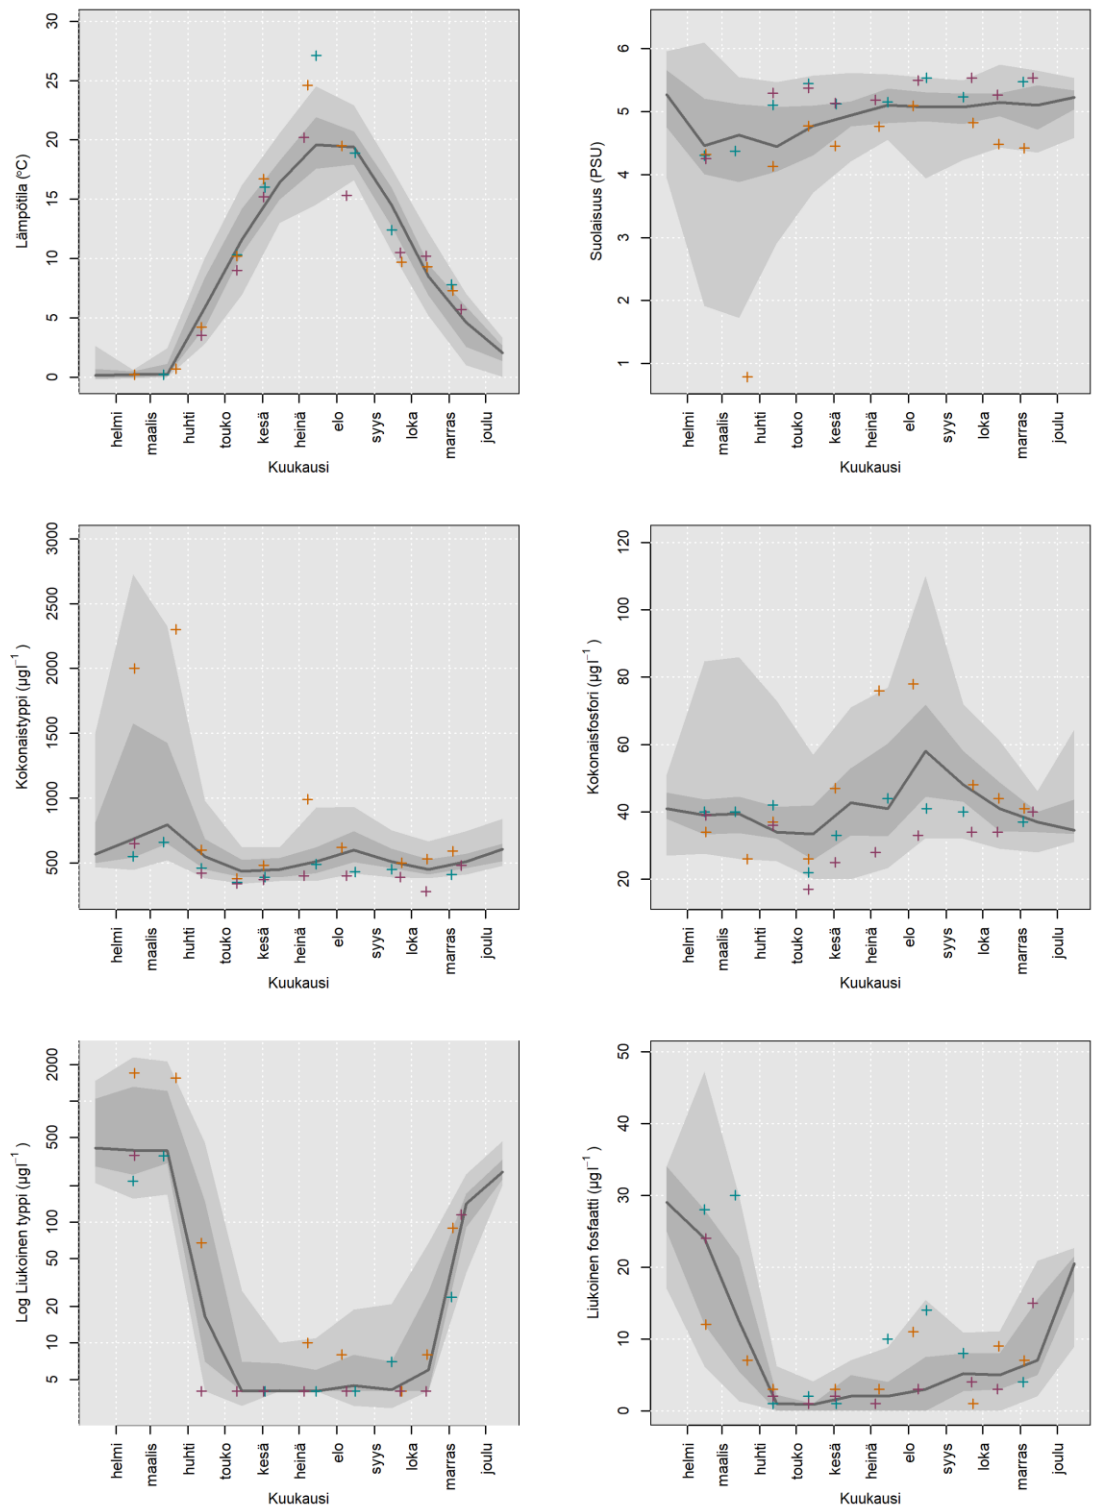 30
25
20
15
10
5
0
Lämpötila (°C)
helmi
maalis
huhti
touko
kesä
heinä
elo
syys
loka
marras
joulu
Kuukausi
6
5
4
3
2
1
Suolaisuus (PSU)
helmi
maalis
huhti
touko
kesä
heinä
elo
syys
loka
marras
joulu
Kuukausi
3000
2500
2000
1500
1000
500
Kokonaistyppi (µgl⁻¹ )
helmi
maalis
huhti
touko
kesä
heinä
elo
syys
loka
marras
joulu
Kuukausi
120
100
80
60
40
20
Kokonaisfosfori (µgl⁻¹ )
helmi
maalis
huhti
touko
kesä
heinä
elo
syys
loka
marras
joulu
Kuukausi
2000
500
100
50
20
10
5
Log Liukoinen typpi (µgl⁻¹ )
helmi
maalis
huhti
touko
kesä
heinä
elo
syys
loka
marras
joulu
Kuukausi
50
40
30
20
10
0
Liukoinen fosfaatti (µgl⁻¹ )
helmi
maalis
huhti
touko
kesä
heinä
elo
syys
loka
marras
joulu
Kuukausi